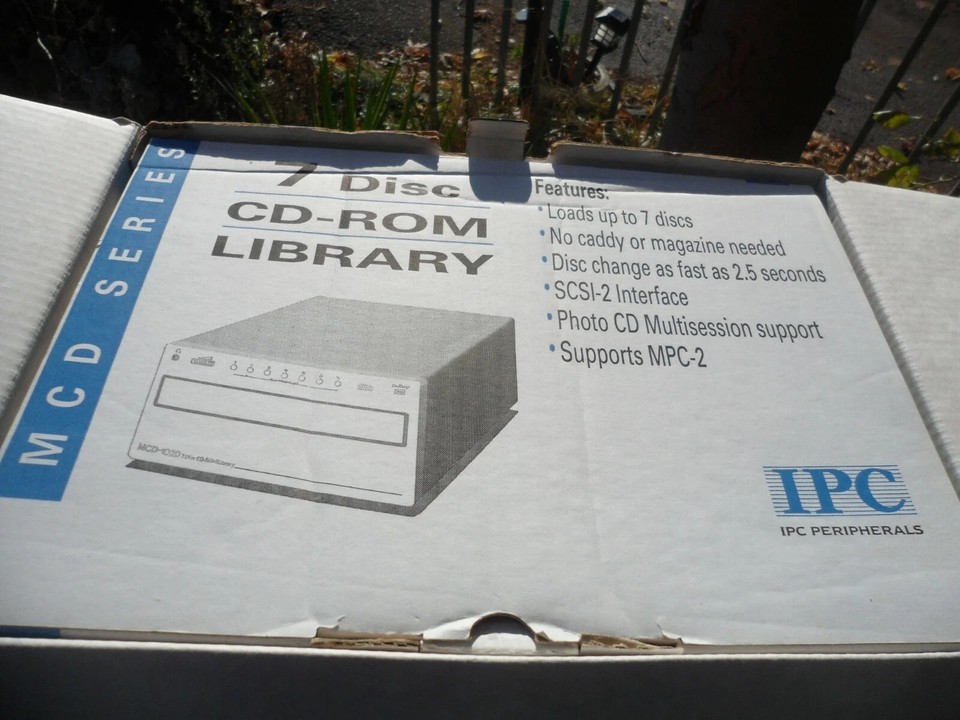 MCD SERIES
7 Disc
CD-ROM
LIBRARY
Features:
• Loads up to 7 discs
• No caddy or magazine needed
• Disc change as fast as 2.5 seconds
• SCSI-2 Interface
• Photo CD Multisession support
• Supports MPC-2
MCD-1020
IPC
IPC PERIPHERALS